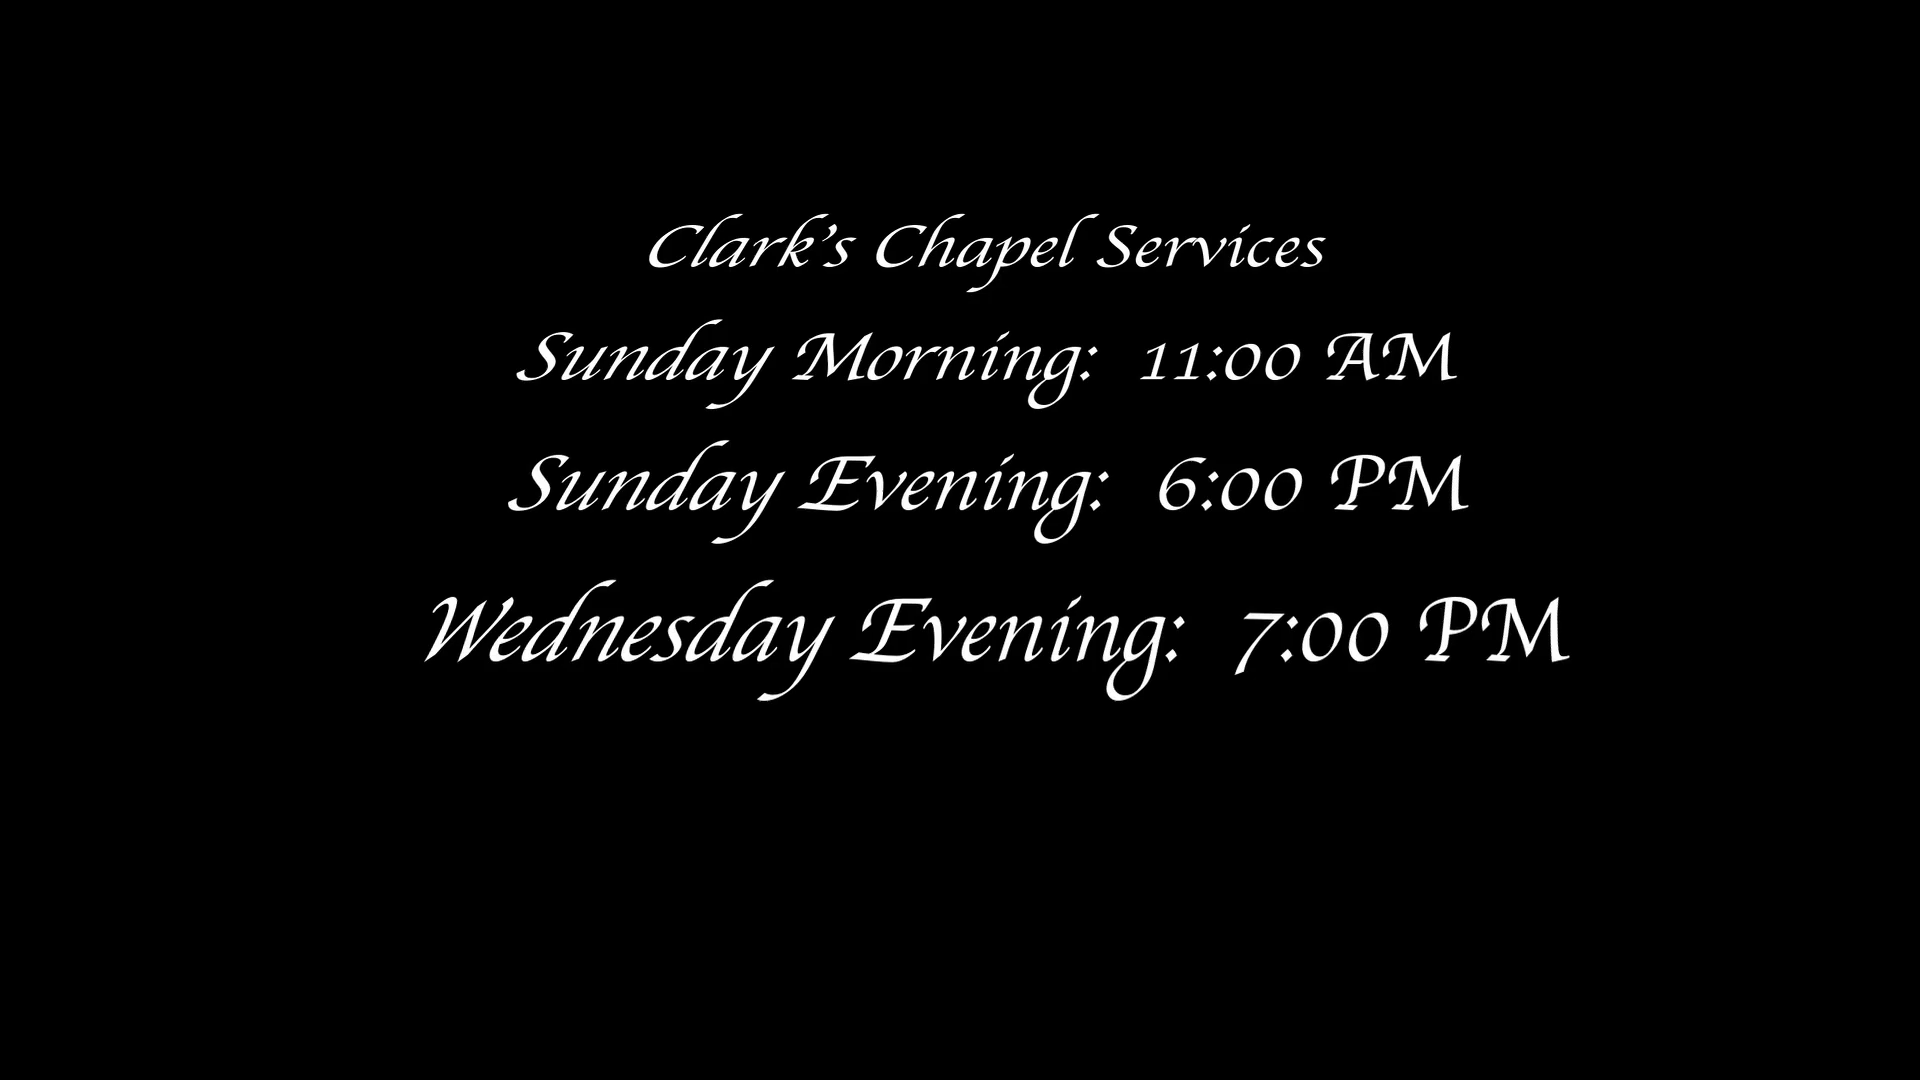 Clark's Chapel Services
Sunday Morning:  11:00 AM
Sunday Evening:  6:00 PM
Wednesday Evening:  7:00 PM